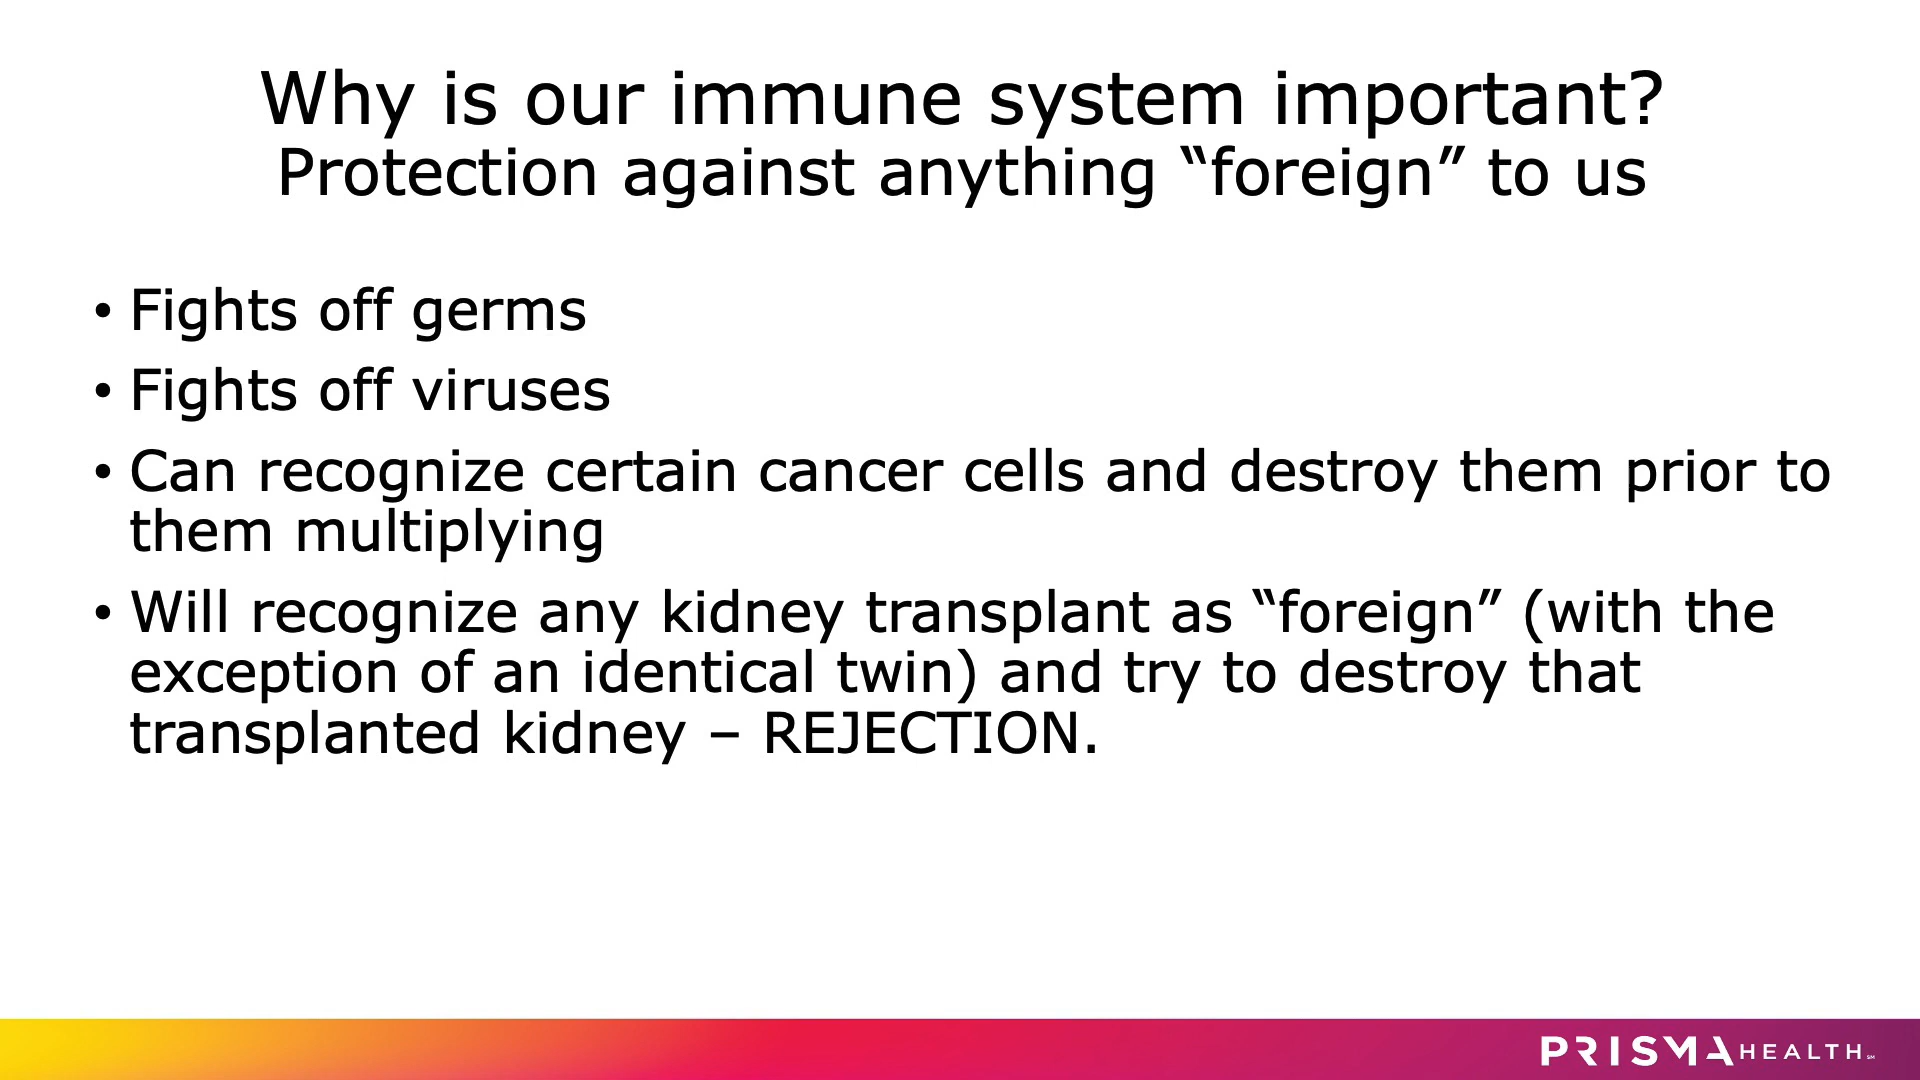 Why is our immune system important?
Protection against anything “foreign” to us
• Fights off germs
• Fights off viruses
• Can recognize certain cancer cells and destroy them prior to
them multiplying
• Will recognize any kidney transplant as “foreign” (with the
exception of an identical twin) and try to destroy that
transplanted kidney – REJECTION.
PRISMA HEALTH℠